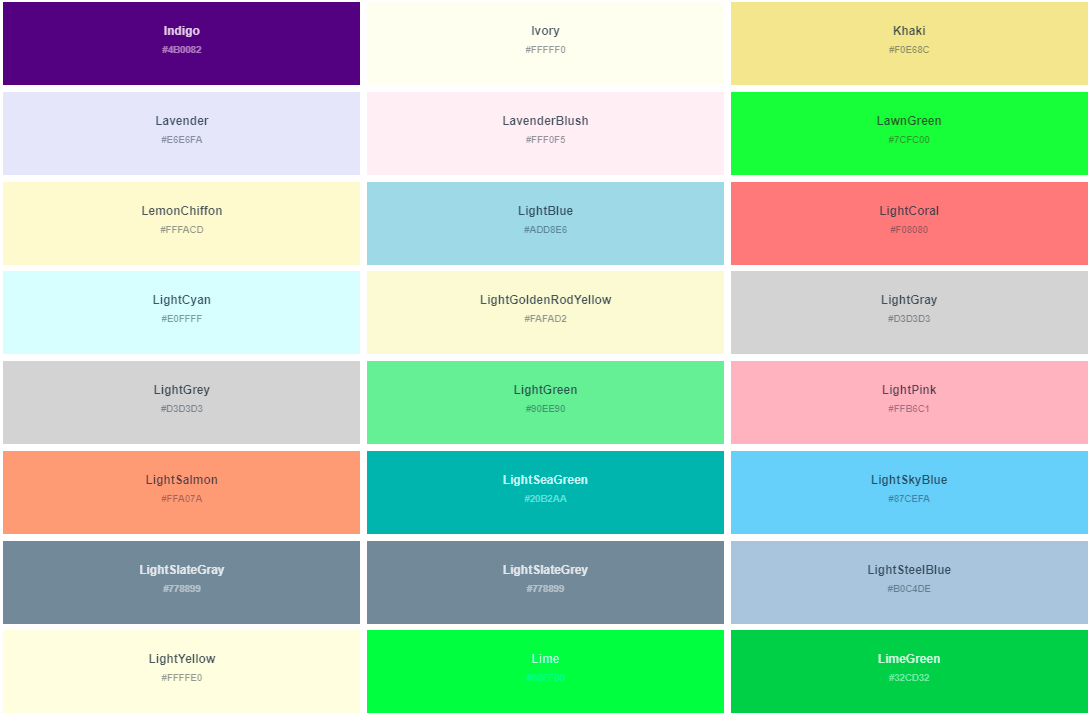 Indigo
#4B0082
Ivory
#FFFFF0
Khaki
#F0E68C
Lavender
#E6E6FA
LavenderBlush
#FFF0F5
LawnGreen
#7CFC00
LemonChiffon
#FFFACD
LightBlue
#ADD8E6
LightCoral
#F08080
LightCyan
#E0FFFF
LightGoldenRodYellow
#FAFAD2
LightGray
#D3D3D3
LightGrey
#D3D3D3
LightGreen
#90EE90
LightPink
#FFB6C1
LightSalmon
#FFA07A
LightSeaGreen
#20B2AA
LightSkyBlue
#87CEFA
LightSlateGray
#778899
LightSlateGrey
#778899
LightSteelBlue
#B0C4DE
LightYellow
#FFFFE0
Lime
LimeGreen
#32CD32